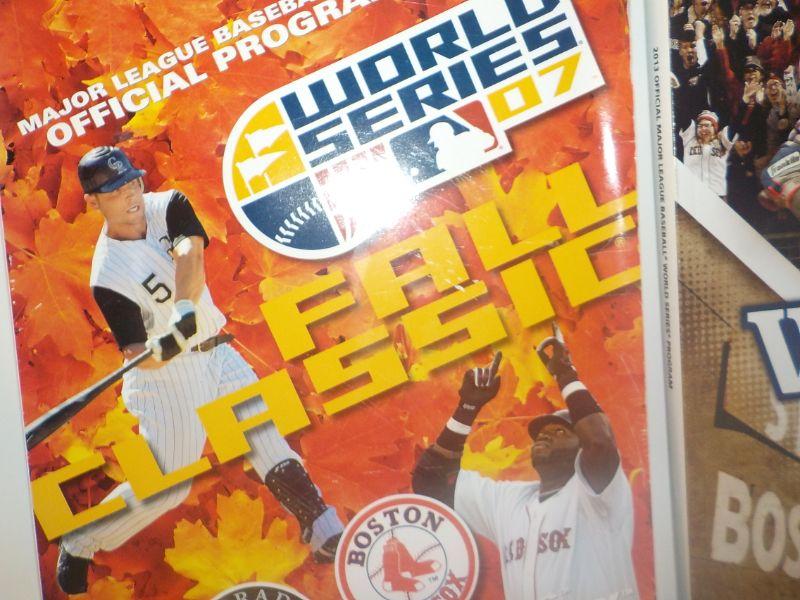 MAJOR LEAGUE BASEBALL
OFFICIAL PROGRAM
WORLD
SERIES 07
FALL
CLASSIC
5
BOSTON
SOX
2013 OFFICIAL MAJOR LEAGUE BASEBALL® WORLD SERIES PROGRAM